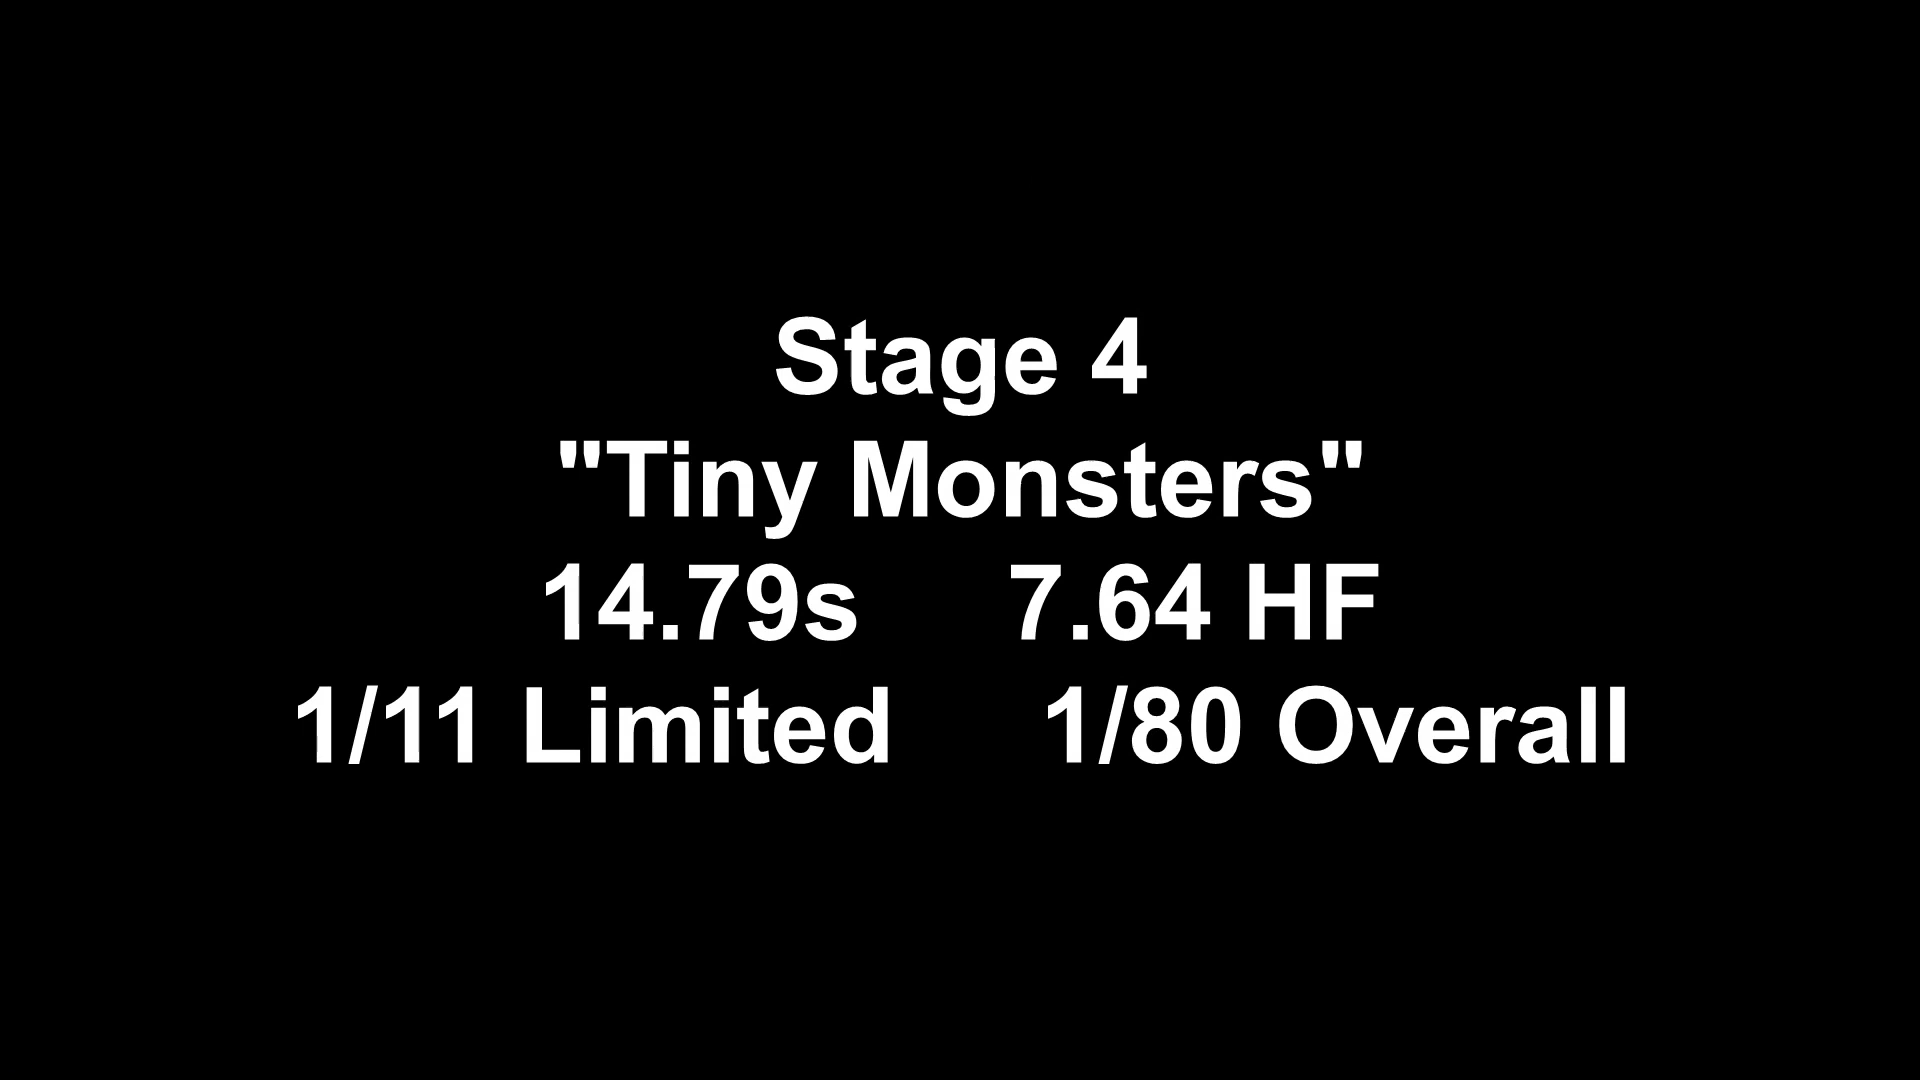 Stage 4
"Tiny Monsters"
14.79s 7.64 HF
1/11 Limited 1/80 Overall